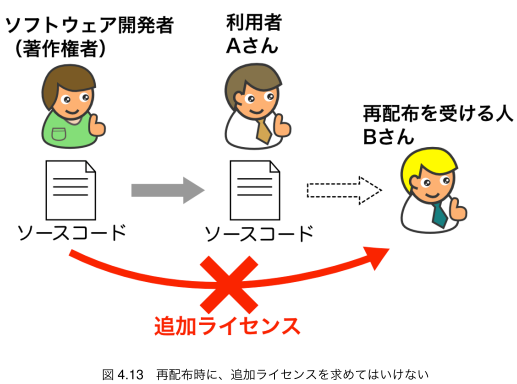 ソフトウェア開発者
（著作権者）
利用者
Aさん
再配布を受ける人
Bさん
ソースコード
ソースコード
追加ライセンス
図 4.13　再配布時に、追加ライセンスを求めてはいけない